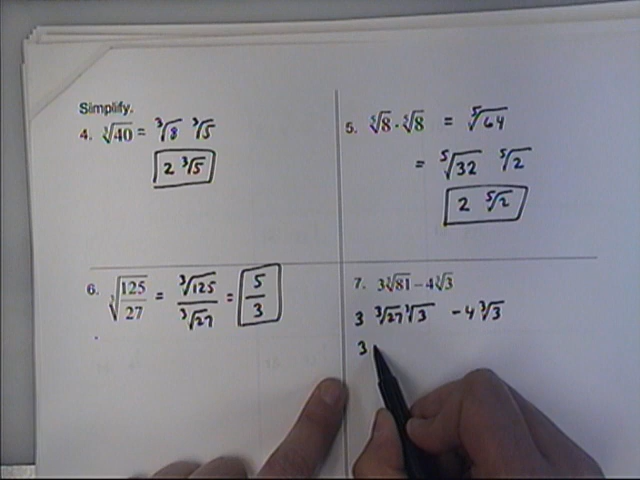 Simplify.
4. ∛40 = ∛8 ∛5
2 ∛5
5. ⁵√8 · ⁵√8 = ⁵√64
= ⁵√32 ⁵√2
2 ⁵√2
6. ∛(125/27) = ∛125/∛27 = 5/3
7. 3∛81 − 4∛3
3 ∛27 ∛3 − 4 ∛3
3